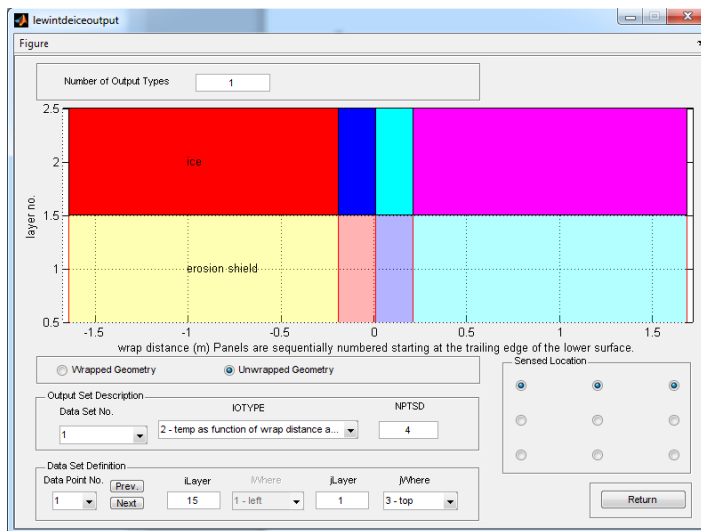 lewintdeiceoutput
Figure
Number of Output Types 1
2.5
2
1.5
1
0.5
layer no.
ice
erosion shield
-1.5 -1 -0.5 0 0.5 1 1.5
wrap distance (m) Panels are sequentially numbered starting at the trailing edge of the lower surface.
Wrapped Geometry Unwrapped Geometry
Sensed Location
Output Set Description
Data Set No. IOTYPE NPTSD
1 2 - temp as function of wrap distance a... 4
Data Set Definition
Data Point No. Prev. iLayer IWhere jLayer jWhere
1 Next 15 1 - left 1 3 - top
Return